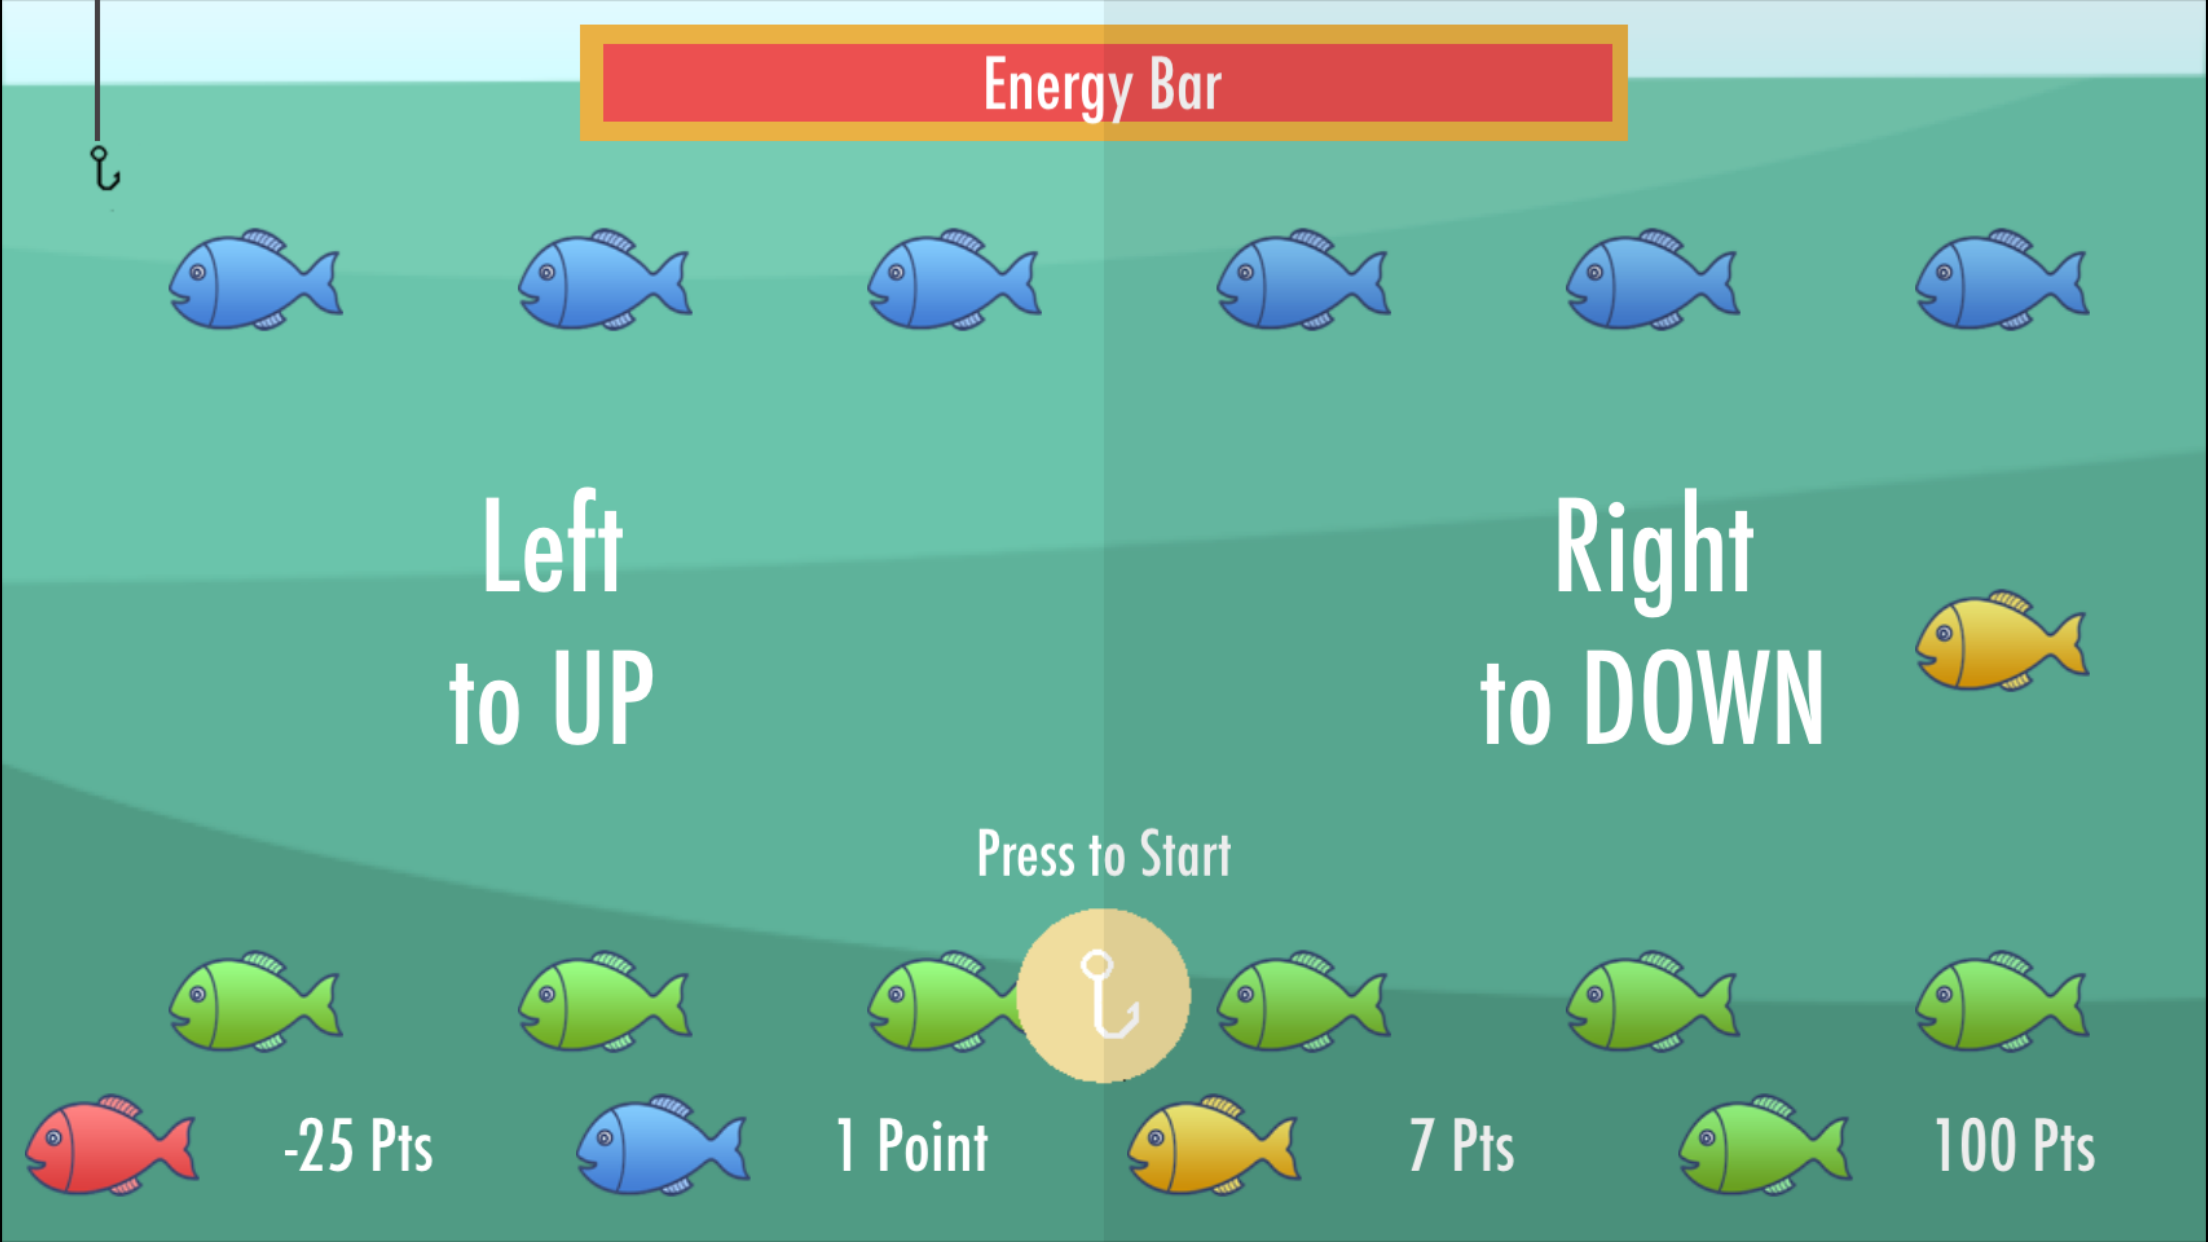 Energy Bar
Left
to UP
Right
to DOWN
Press to Start
-25 Pts
1 Point
7 Pts
100 Pts